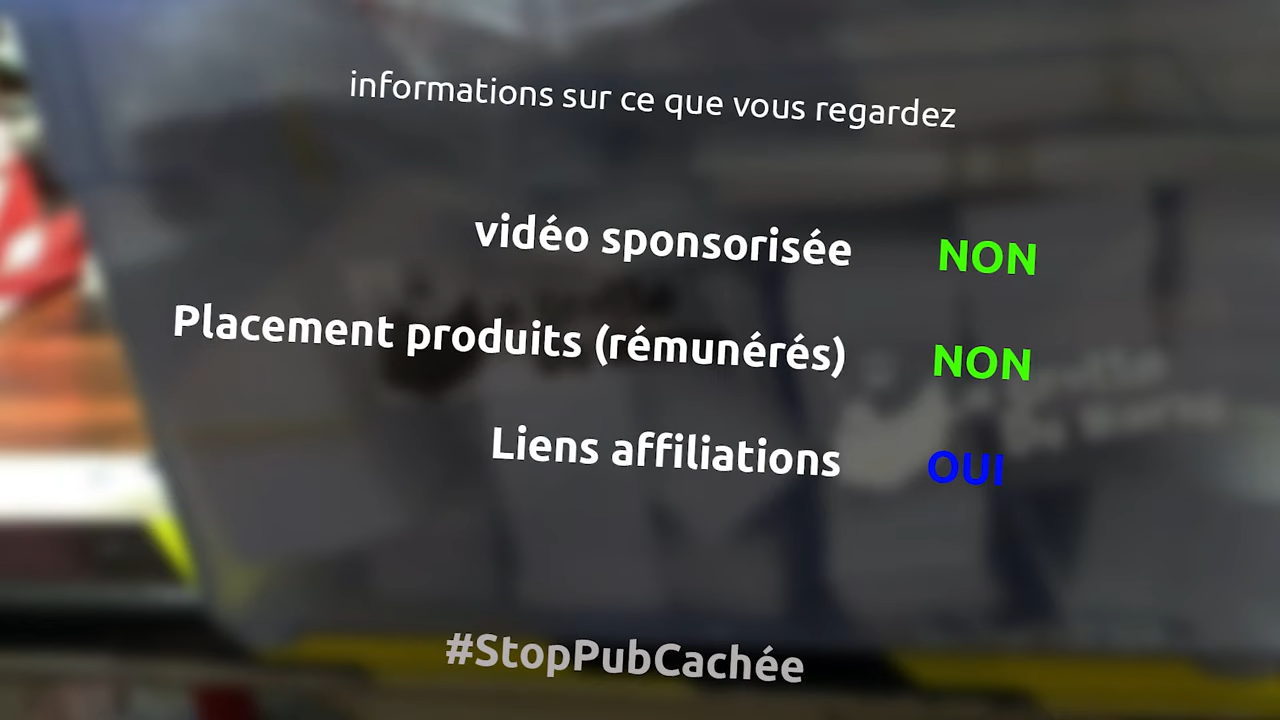 informations sur ce que vous regardez
vidéo sponsorisée NON
Placement produits (rémunérés) NON
Liens affiliations OUI
#StopPubCachée